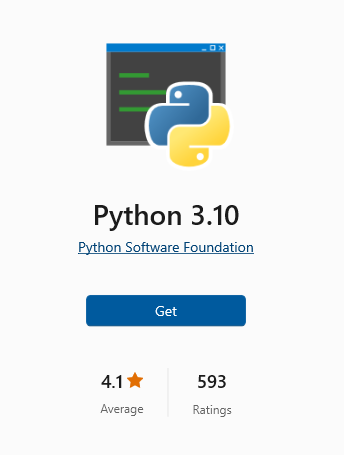 Python 3.10
Python Software Foundation
Get
4.1 593
Average Ratings